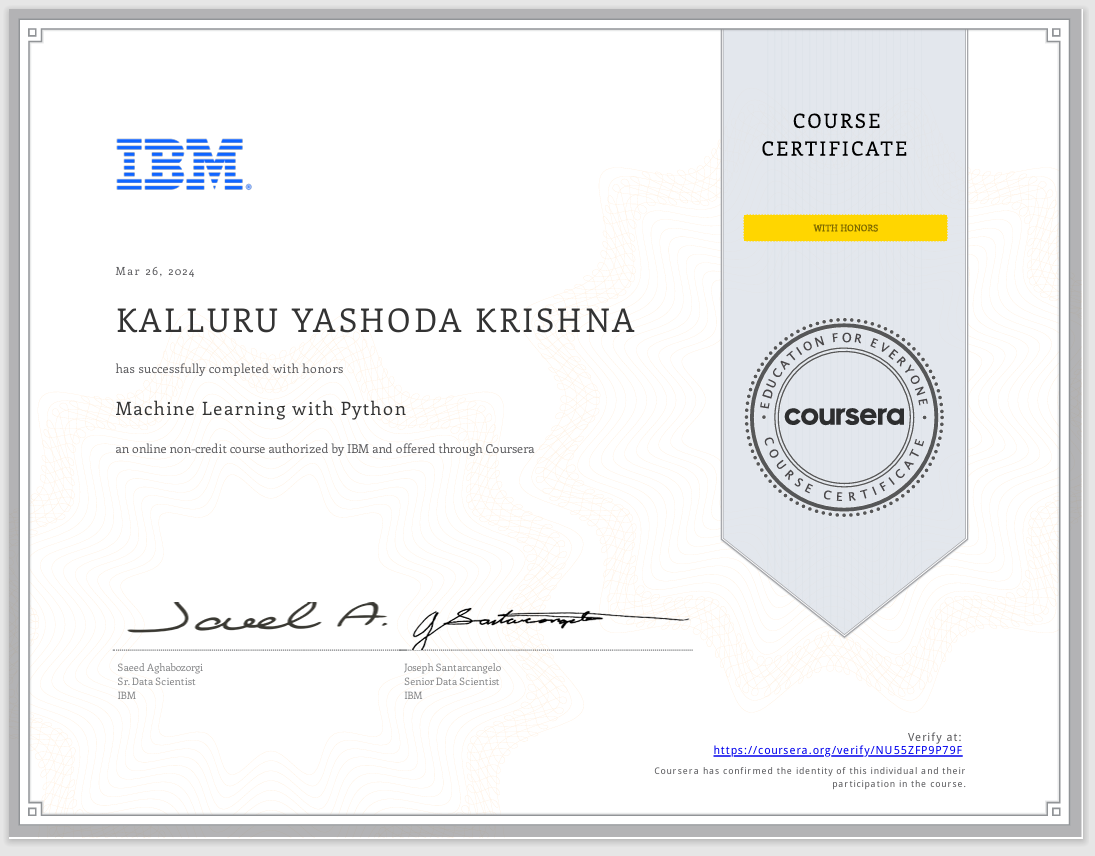 IBM®
COURSE
CERTIFICATE
WITH HONORS
Mar 26, 2024
KALLURU YASHODA KRISHNA
has successfully completed with honors
Machine Learning with Python
an online non-credit course authorized by IBM and offered through Coursera
EDUCATION FOR EVERYONE
coursera
COURSE CERTIFICATE
Saeed A.
J Santarcangelo
Saeed Aghabozorgi
Sr. Data Scientist
IBM
Joseph Santarcangelo
Senior Data Scientist
IBM
Verify at:
https://coursera.org/verify/NU55ZFP9P79F
Coursera has confirmed the identity of this individual and their
participation in the course.